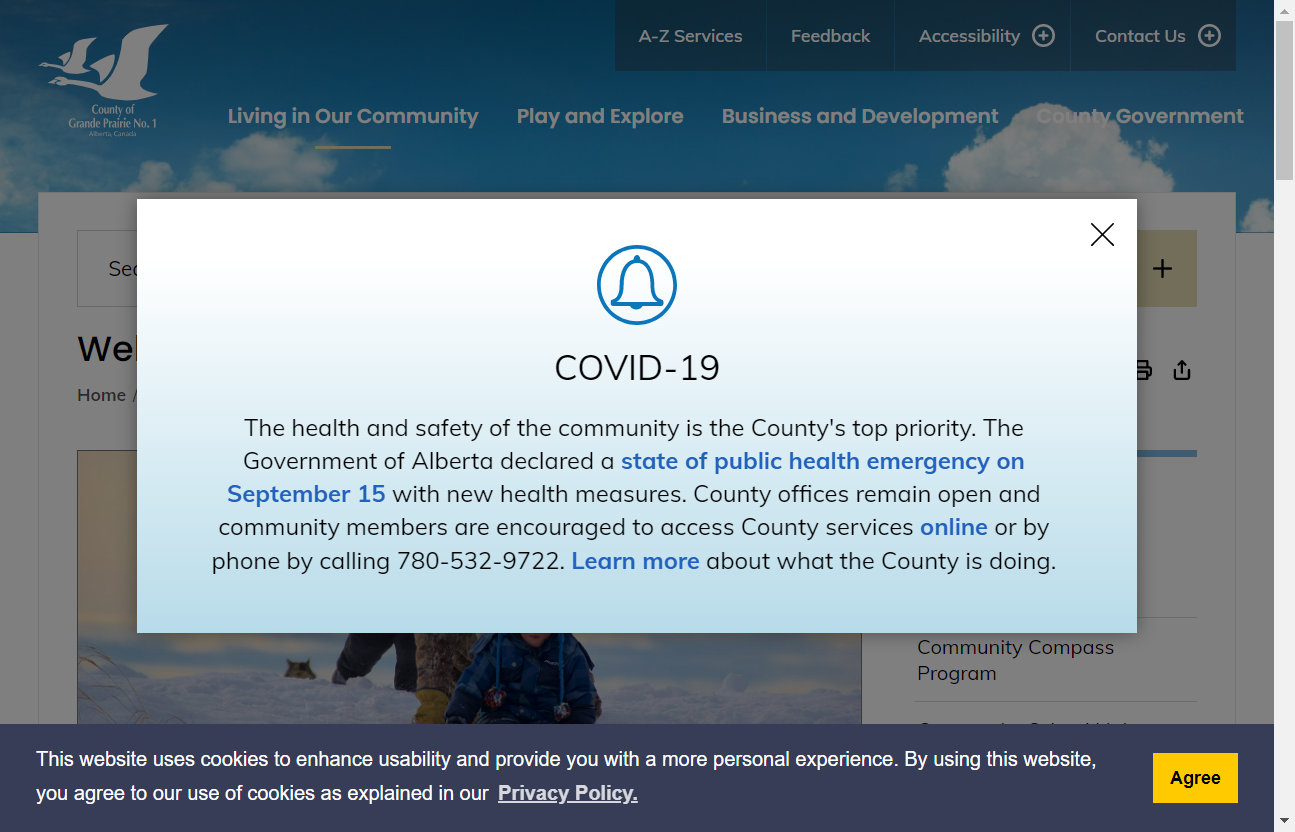 A-Z Services
Feedback
Accessibility
Contact Us
County of
Grande Prairie No. 1
Alberta, Canada
Living in Our Community
Play and Explore
Business and Development
County Government
COVID-19
The health and safety of the community is the County's top priority. The
Government of Alberta declared a state of public health emergency on
September 15 with new health measures. County offices remain open and
community members are encouraged to access County services online or by
phone by calling 780-532-9722. Learn more about what the County is doing.
Home /
Community Compass
Program
This website uses cookies to enhance usability and provide you with a more personal experience. By using this website,
you agree to our use of cookies as explained in our Privacy Policy.
Agree